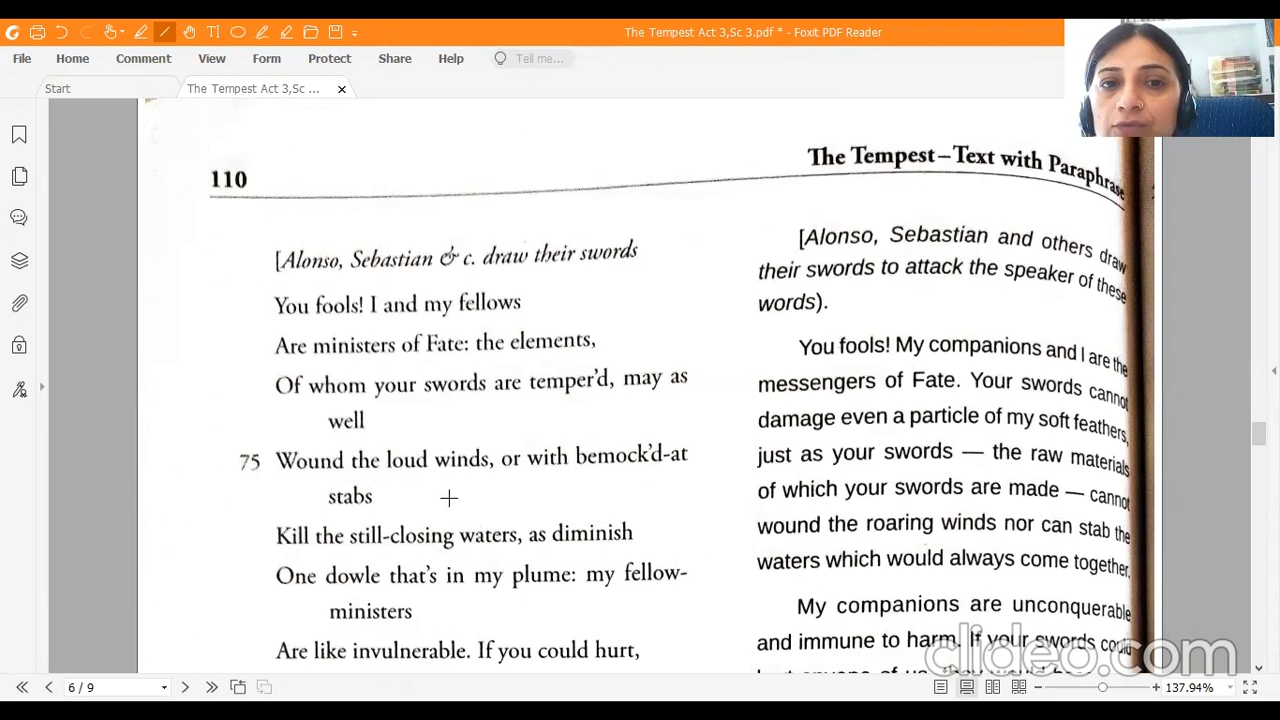 The Tempest Act 3,Sc 3.pdf * - Foxit PDF Reader
File Home Comment View Form Protect Share Help Tell me...
Start The Tempest Act 3,Sc ...
110
The Tempest – Text with Paraphrase
[Alonso, Sebastian & c. draw their swords
You fools! I and my fellows
Are ministers of Fate: the elements,
Of whom your swords are temper'd, may as
well
75 Wound the loud winds, or with bemock'd-at
stabs
Kill the still-closing waters, as diminish
One dowle that's in my plume: my fellow-
ministers
Are like invulnerable. If you could hurt,
[Alonso, Sebastian and others draw
their swords to attack the speaker of these
words).
You fools! My companions and I are the
messengers of Fate. Your swords cannot
damage even a particle of my soft feathers,
just as your swords — the raw materials
of which your swords are made — cannot
wound the roaring winds nor can stab the
waters which would always come together.
My companions are unconquerable
and immune to harm. If your swords could
clideo.com
6 / 9
137.94%